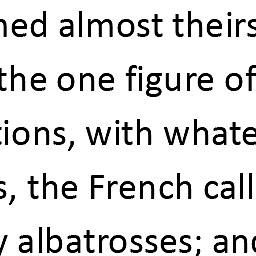 ned almost theirs
the one figure of
tions, with whate
s, the French call
y albatrosses; and